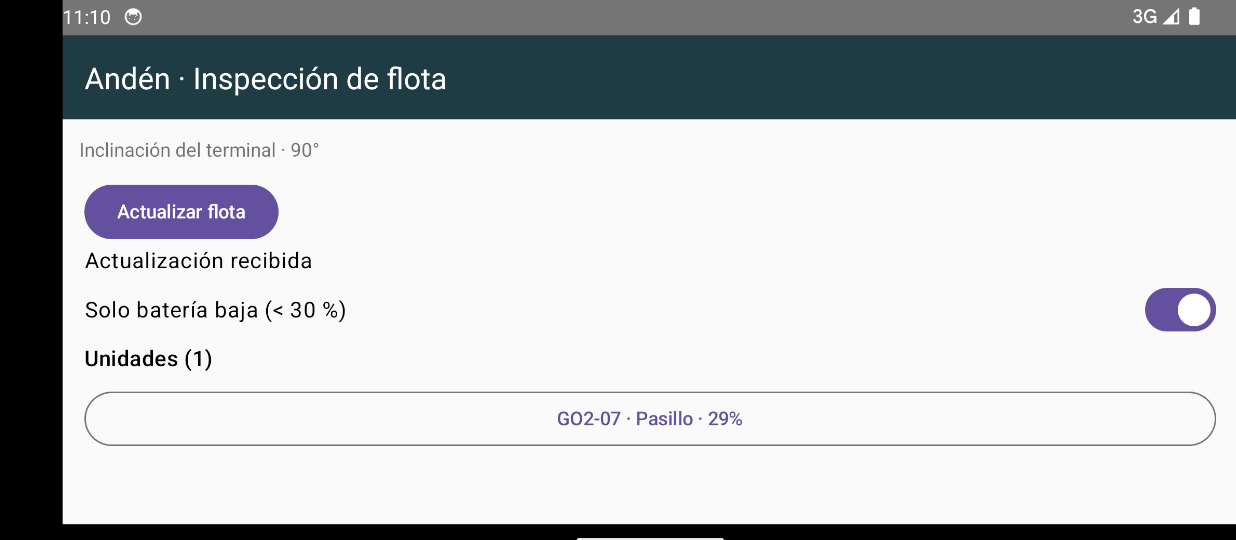 11:10
3G
Andén · Inspección de flota
Inclinación del terminal · 90°
Actualizar flota
Actualización recibida
Solo batería baja (< 30 %)
Unidades (1)
GO2-07 · Pasillo · 29%